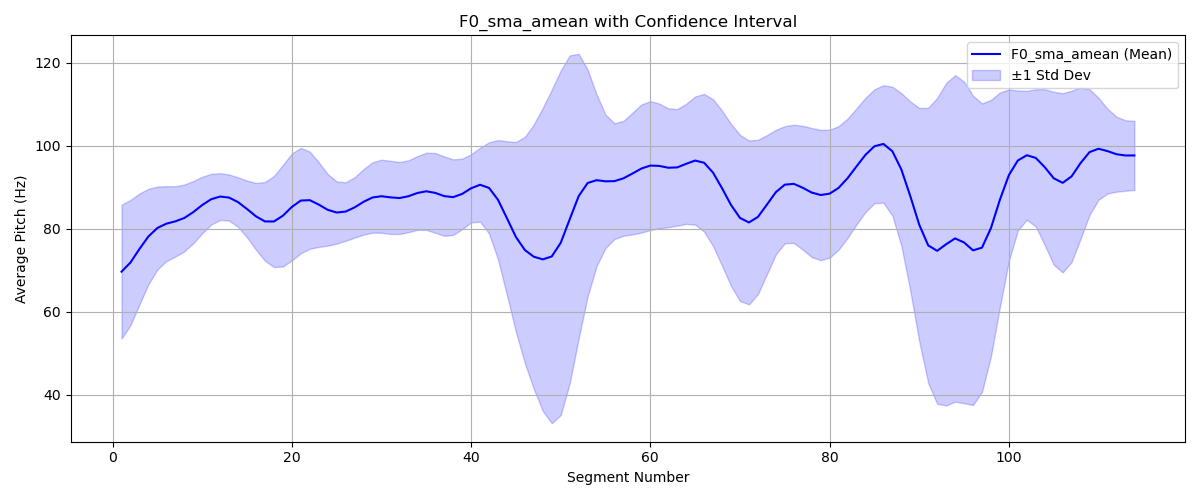 F0_sma_amean with Confidence Interval
F0_sma_amean (Mean)
±1 Std Dev
Average Pitch (Hz)
120
100
80
60
40
0 20 40 60 80 100
Segment Number